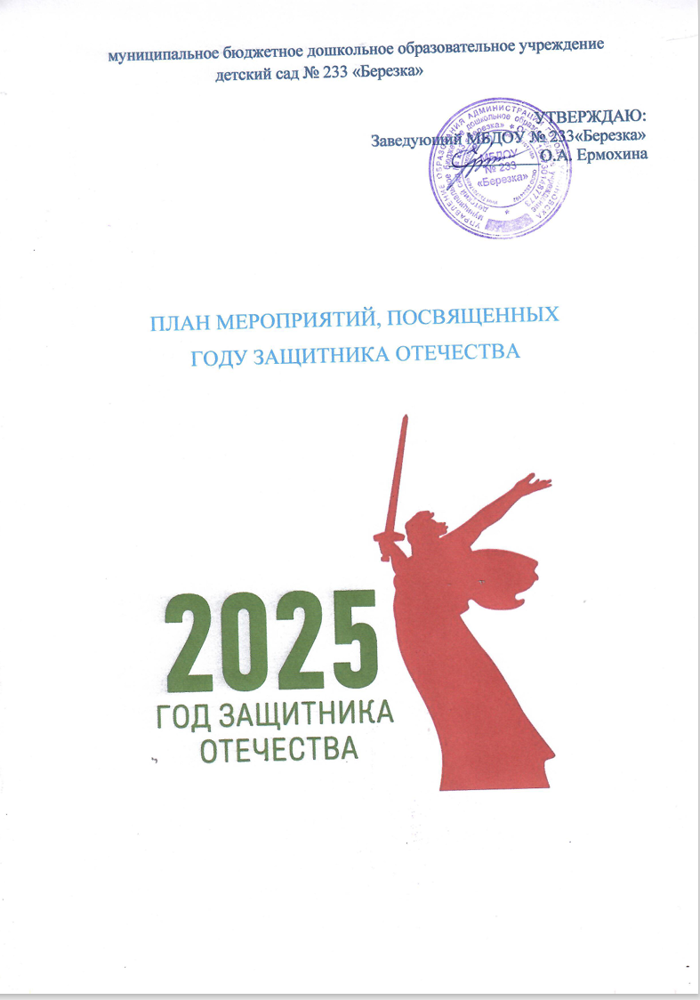 муниципальное бюджетное дошкольное образовательное учреждение
детский сад № 233 «Березка»
УТВЕРЖДАЮ:
Заведующий МБДОУ № 233«Березка»
О.А. Ермохина
МБДОУ
№ 233
«Березка»
ПЛАН МЕРОПРИЯТИЙ, ПОСВЯЩЕННЫХ
ГОДУ ЗАЩИТНИКА ОТЕЧЕСТВА
2025
ГОД ЗАЩИТНИКА
ОТЕЧЕСТВА